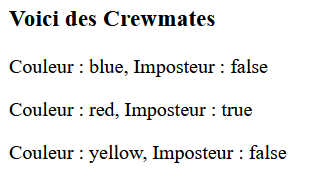 Voici des Crewmates
Couleur : blue, Imposteur : false
Couleur : red, Imposteur : true
Couleur : yellow, Imposteur : false